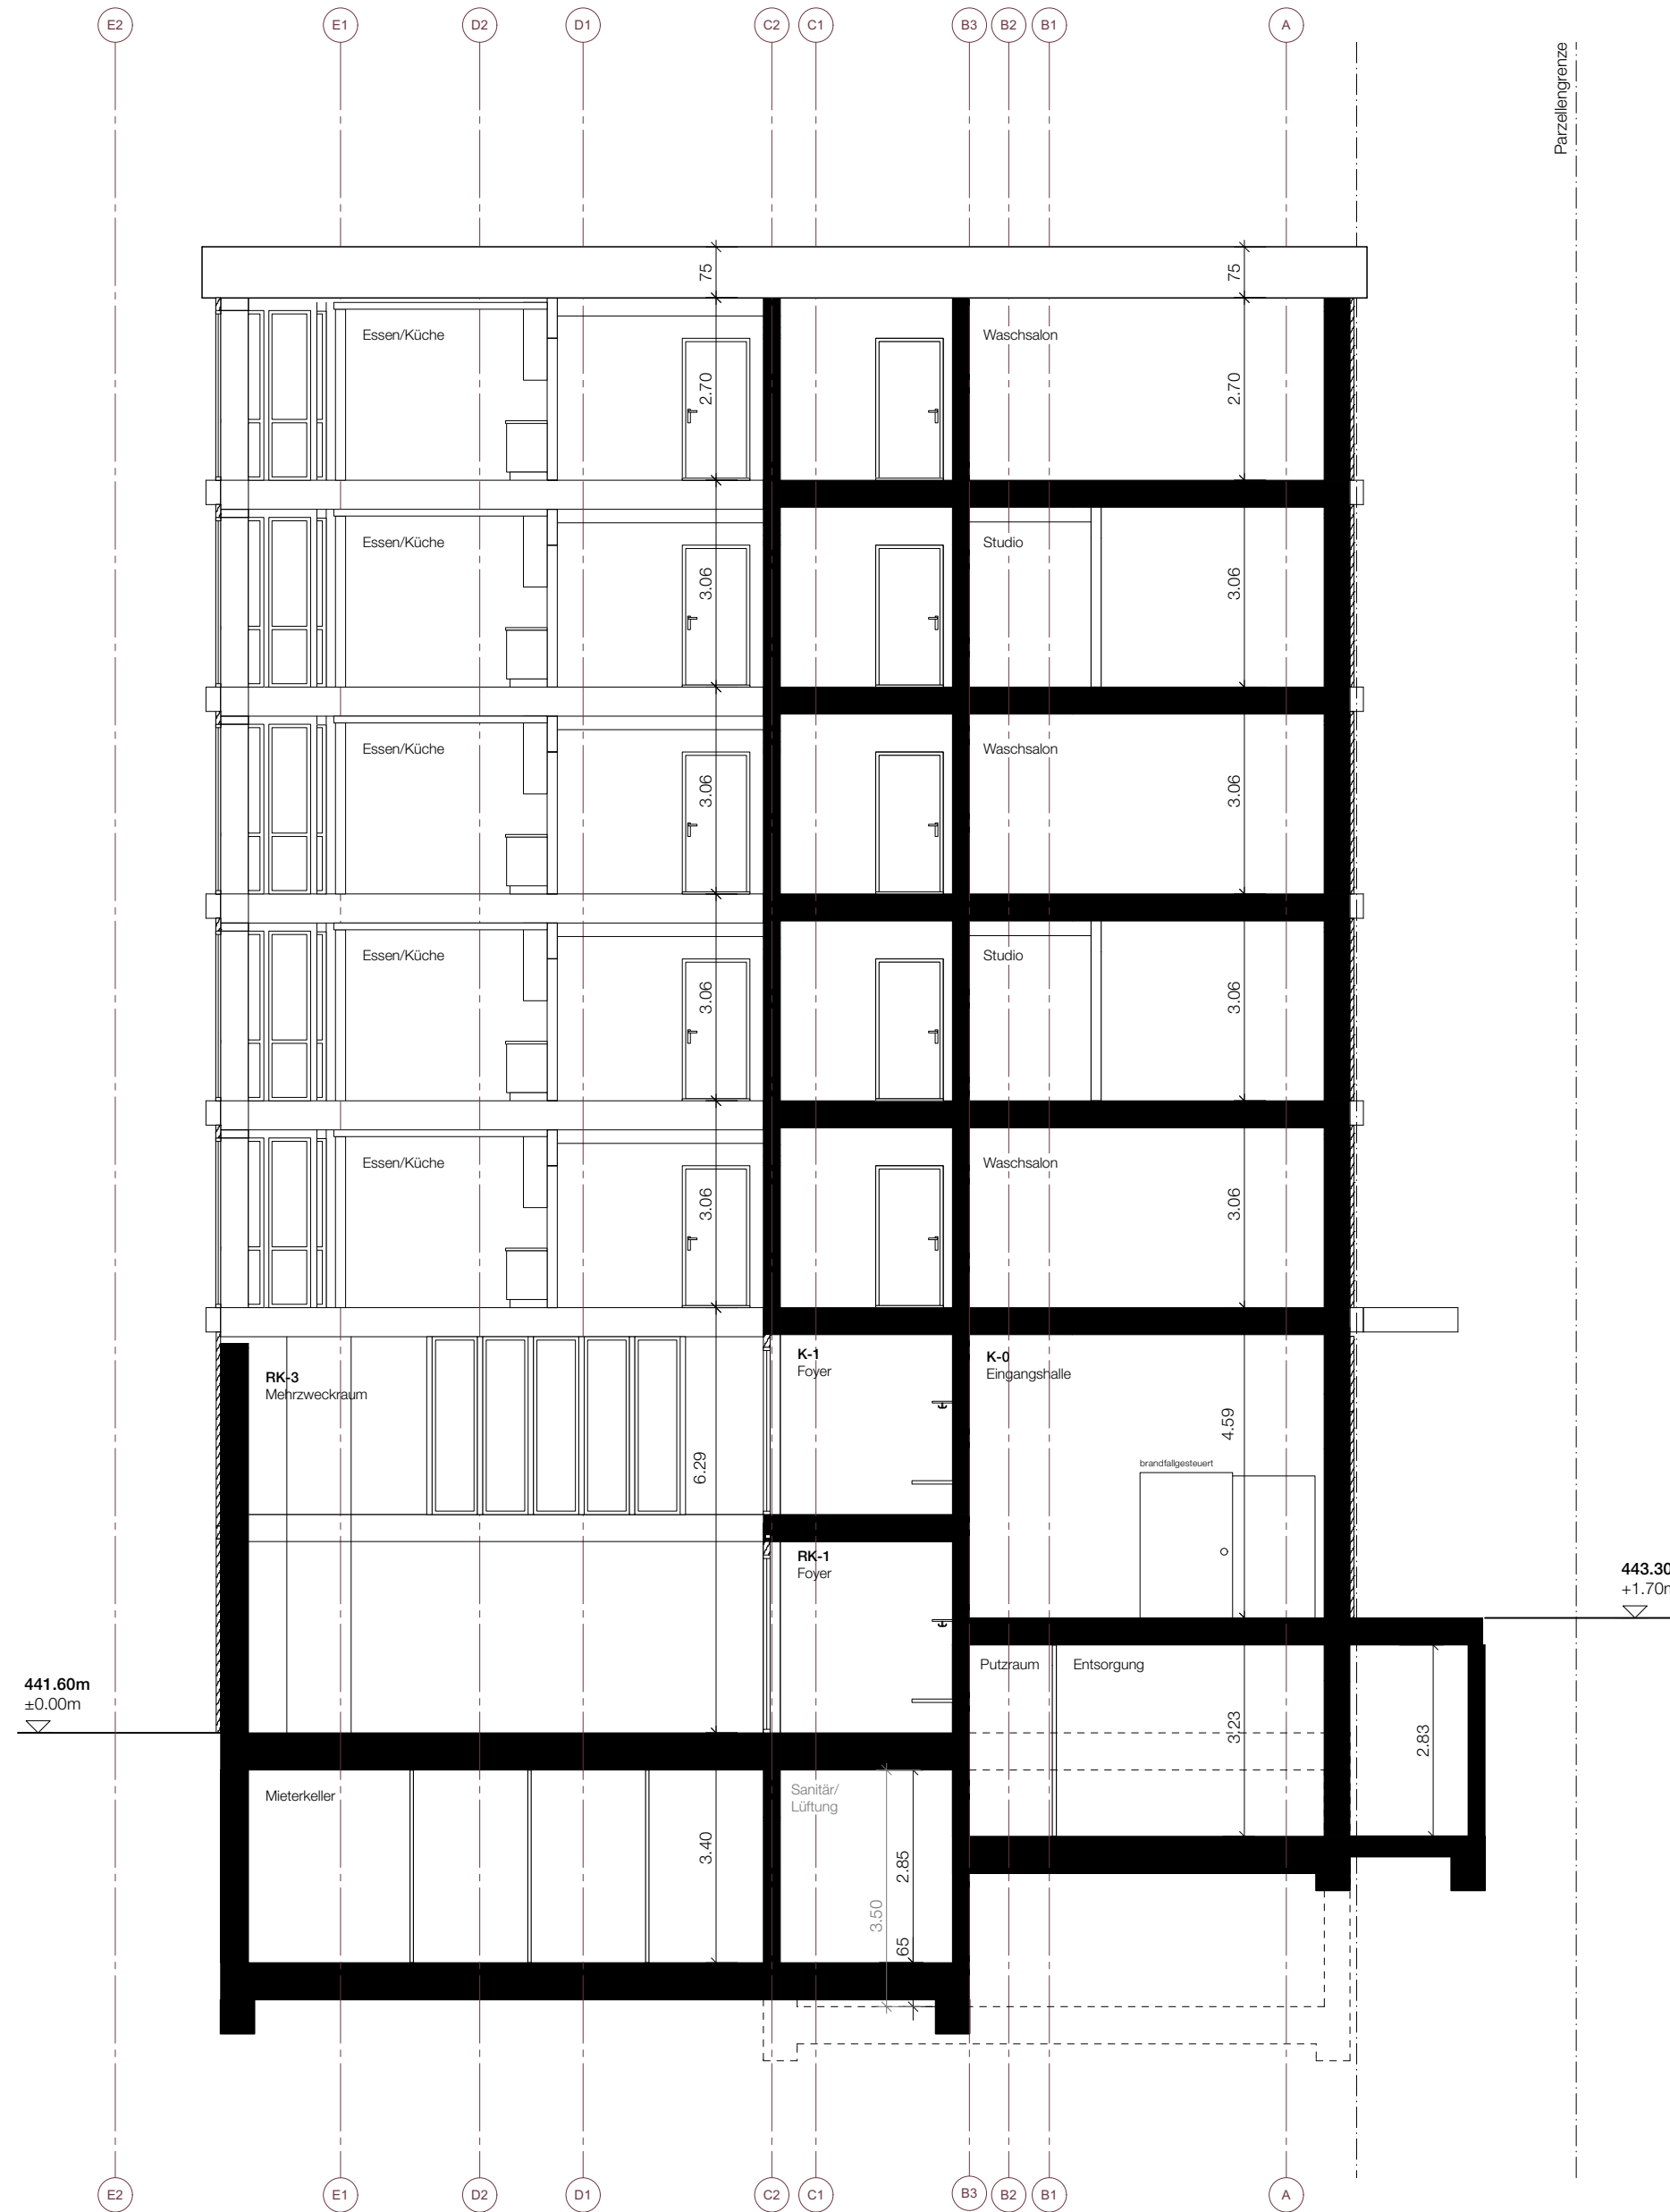 E2
E1
D2
D1
C2
C1
B3
B2
B1
A
Parzellengrenze
75
75
Essen/Küche
2.70
Waschsalon
2.70
Essen/Küche
3.06
Studio
3.06
Essen/Küche
3.06
Waschsalon
3.06
Essen/Küche
3.06
Studio
3.06
Essen/Küche
3.06
Waschsalon
3.06
RK-3
Mehrzweckraum
6.29
K-1
Foyer
K-0
Eingangshalle
4.59
brandfallgesteuert
RK-1
Foyer
443.30
+1.70m
441.60m
±0.00m
Putzraum
Entsorgung
3.23
2.83
Mieterkeller
3.40
Sanitär/
Lüftung
3.50
2.85
65
E2
E1
D2
D1
C2
C1
B3
B2
B1
A